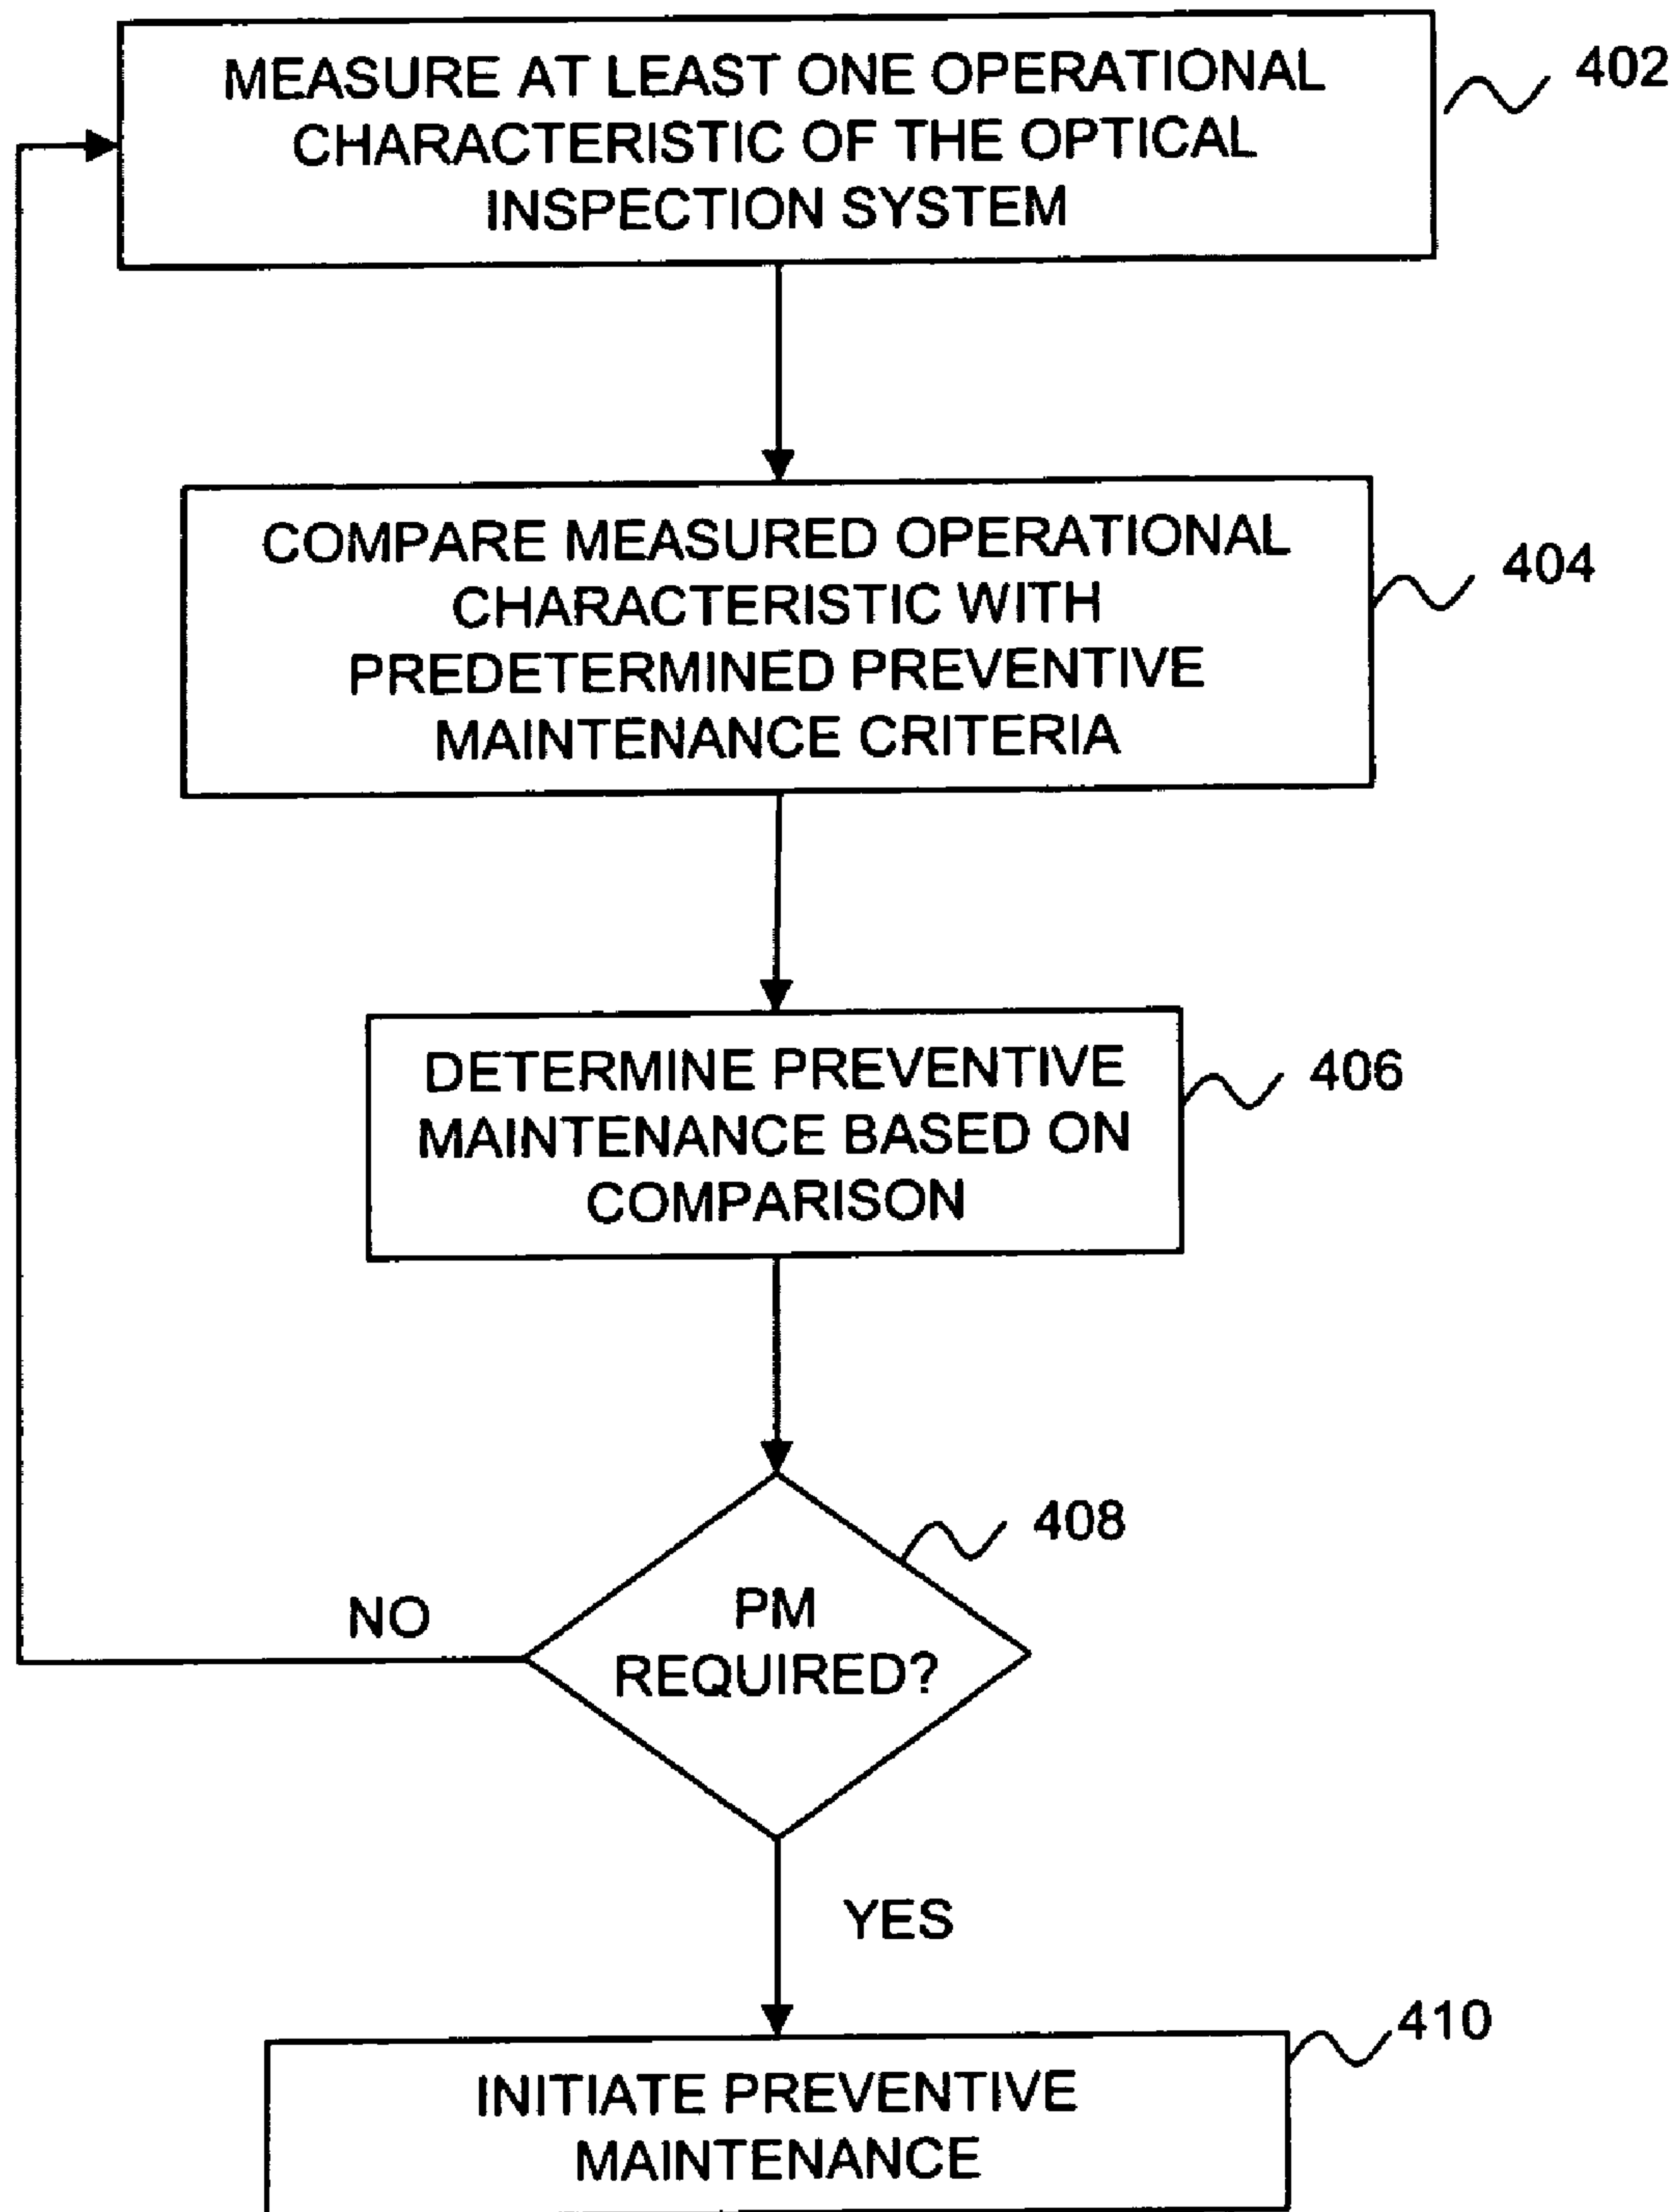 MEASURE AT LEAST ONE OPERATIONAL
CHARACTERISTIC OF THE OPTICAL
INSPECTION SYSTEM
402
COMPARE MEASURED OPERATIONAL
CHARACTERISTIC WITH
PREDETERMINED PREVENTIVE
MAINTENANCE CRITERIA
404
DETERMINE PREVENTIVE
MAINTENANCE BASED ON
COMPARISON
406
408
PM
REQUIRED?
NO
YES
410
INITIATE PREVENTIVE
MAINTENANCE